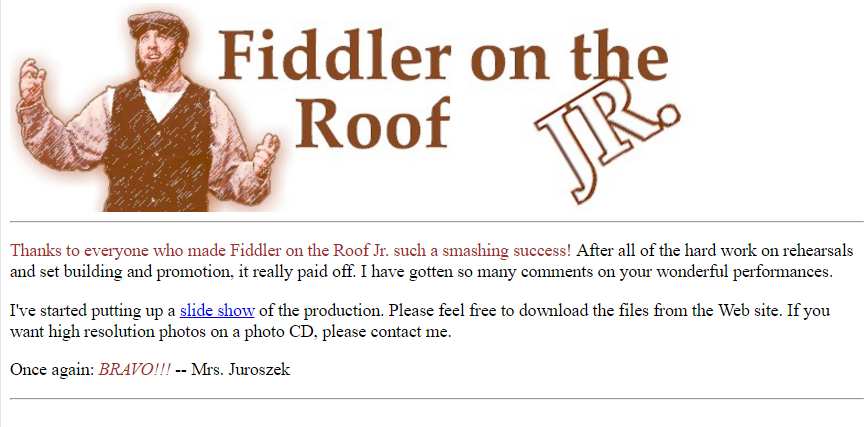 Fiddler on the
Roof JR.
Thanks to everyone who made Fiddler on the Roof Jr. such a smashing success! After all of the hard work on rehearsals
and set building and promotion, it really paid off. I have gotten so many comments on your wonderful performances.
I've started putting up a slide show of the production. Please feel free to download the files from the Web site. If you
want high resolution photos on a photo CD, please contact me.
Once again: BRAVO!!! -- Mrs. Juroszek